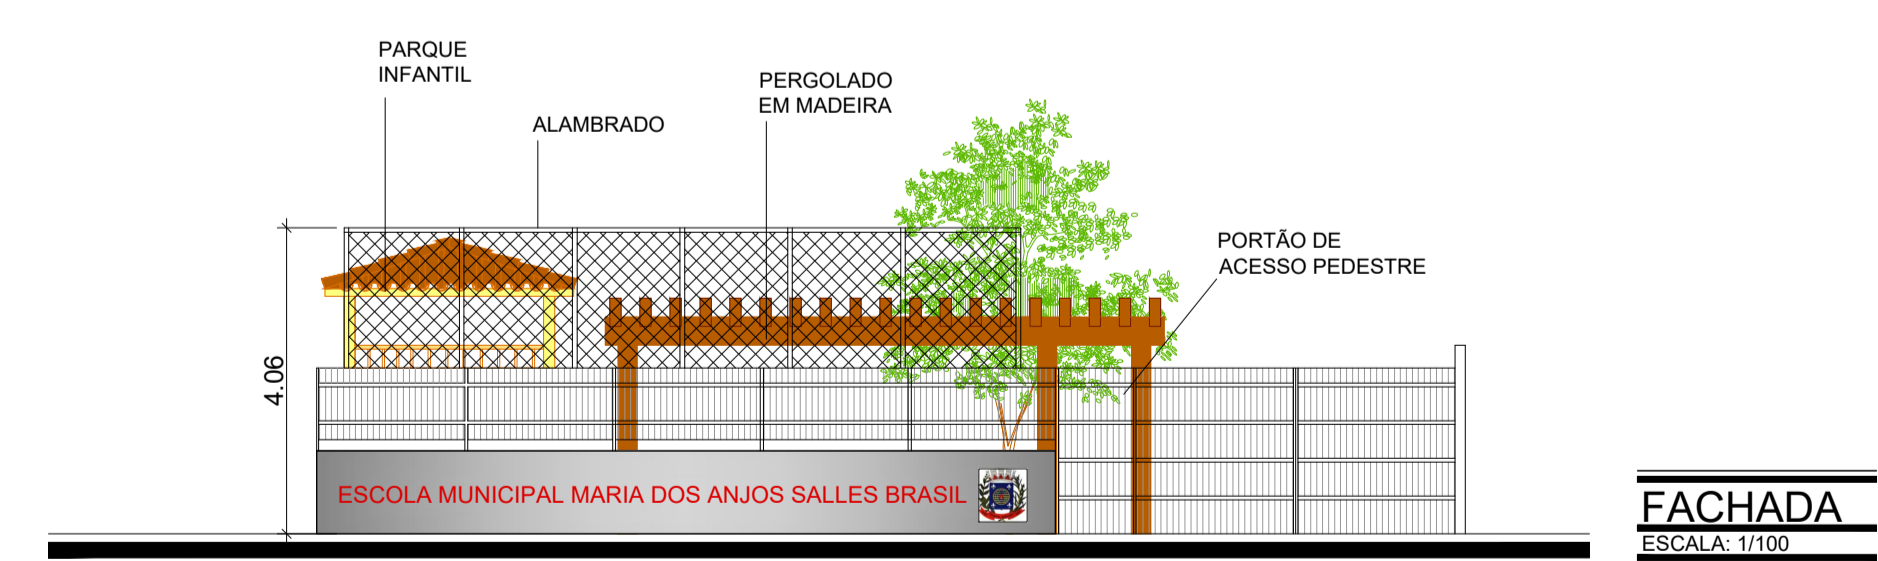 PARQUE
INFANTIL
ALAMBRADO
PERGOLADO
EM MADEIRA
PORTÃO DE
ACESSO PEDESTRE
4.06
ESCOLA MUNICIPAL MARIA DOS ANJOS SALLES BRASIL
FACHADA
ESCALA: 1/100